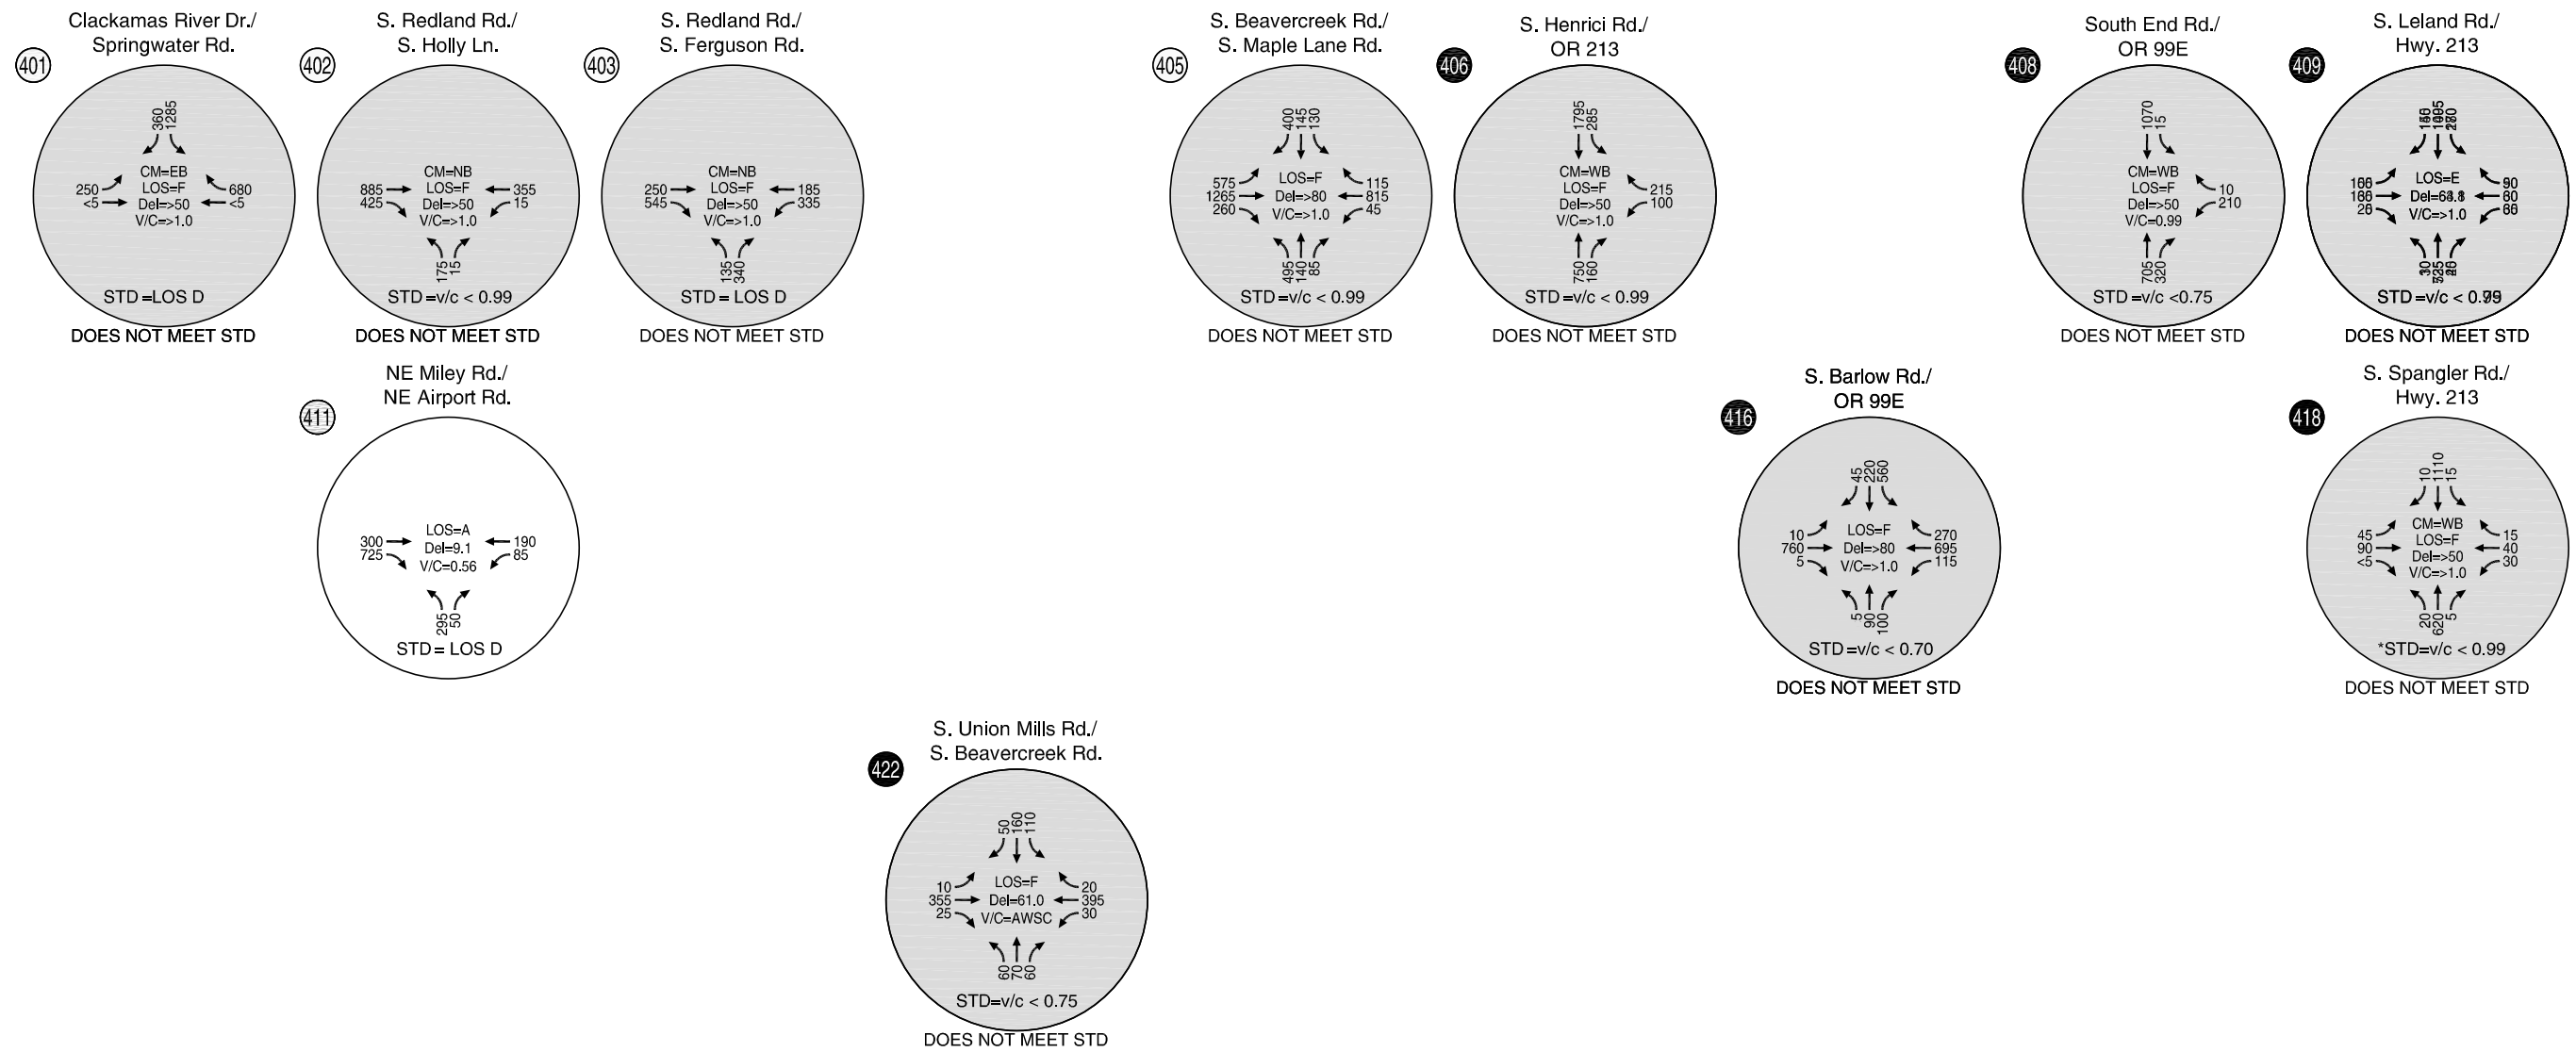 Clackamas River Dr./
Springwater Rd.
401
360
1285
250
<5
CM=EB
LOS=F
Del=>50
V/C=>1.0
680
<5
STD =LOS D
DOES NOT MEET STD
S. Redland Rd./
S. Holly Ln.
402
885
425
CM=NB
LOS=F
Del=>50
V/C=>1.0
355
15
175
15
STD =v/c < 0.99
DOES NOT MEET STD
S. Redland Rd./
S. Ferguson Rd.
403
250
545
CM=NB
LOS=F
Del=>50
V/C=>1.0
185
335
135
340
STD = LOS D
DOES NOT MEET STD
S. Beavercreek Rd./
S. Maple Lane Rd.
405
400
145
130
575
1265
260
LOS=F
Del=>80
V/C=>1.0
115
815
45
495
140
85
STD =v/c < 0.99
DOES NOT MEET STD
S. Henrici Rd./
OR 213
406
1795
285
CM=WB
LOS=F
Del=>50
V/C=>1.0
215
100
750
160
STD =v/c < 0.99
DOES NOT MEET STD
South End Rd./
OR 99E
408
1070
15
CM=WB
LOS=F
Del=>50
V/C=0.99
10
210
705
320
STD =v/c <0.75
DOES NOT MEET STD
S. Leland Rd./
Hwy. 213
409
LOS=E
V/C=>1.0
STD =v/c <
DOES NOT MEET STD
NE Miley Rd./
NE Airport Rd.
411
300
725
LOS=A
Del=9.1
V/C=0.56
190
85
295
50
STD = LOS D
S. Barlow Rd./
OR 99E
416
45
220
560
10
760
5
LOS=F
Del=>80
V/C=>1.0
270
695
115
5
90
100
STD =v/c < 0.70
DOES NOT MEET STD
S. Spangler Rd./
Hwy. 213
418
10
1110
15
45
90
<5
CM=WB
LOS=F
Del=>50
V/C=>1.0
15
40
30
20
620
5
*STD=v/c < 0.99
DOES NOT MEET STD
S. Union Mills Rd./
S. Beavercreek Rd.
422
50
160
110
10
355
25
LOS=F
Del=61.0
V/C=AWSC
20
395
30
60
70
60
STD=v/c < 0.75
DOES NOT MEET STD